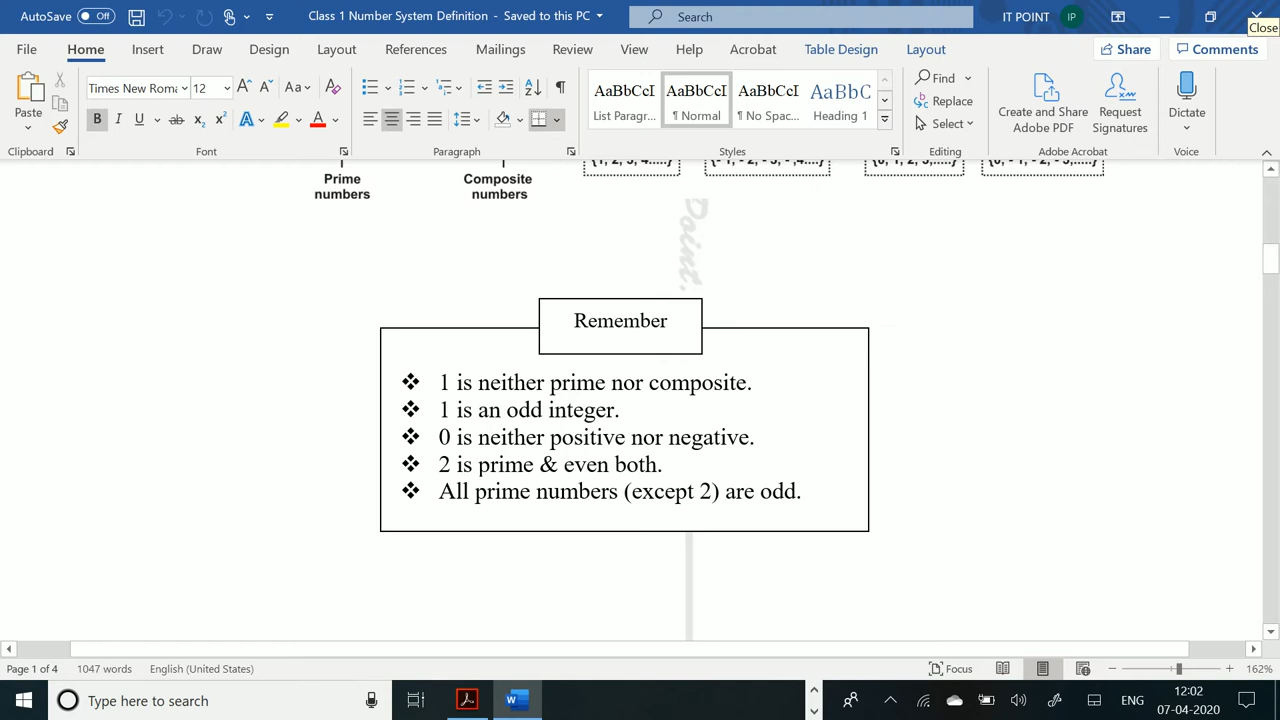 AutoSave Off Class 1 Number System Definition - Saved to this PC Search IT POINT IP
Close
File Home Insert Draw Design Layout References Mailings Review View Help Acrobat Table Design Layout Share Comments
Times New Roma 12 Aa AaBbCcI AaBbCcI AaBbCcI AaBbC Find
Replace
Paste B I U ab x₂ x² A A List Paragr... ¶ Normal ¶ No Spac... Heading 1 Select Create and Share Adobe PDF Request Signatures Dictate
Clipboard Font Paragraph Styles Editing Adobe Acrobat Voice
Prime numbers
Composite numbers
Point.
Remember
❖ 1 is neither prime nor composite.
❖ 1 is an odd integer.
❖ 0 is neither positive nor negative.
❖ 2 is prime & even both.
❖ All prime numbers (except 2) are odd.
Page 1 of 4 1047 words English (United States) Focus 162%
Type here to search ENG 12:02
07-04-2020